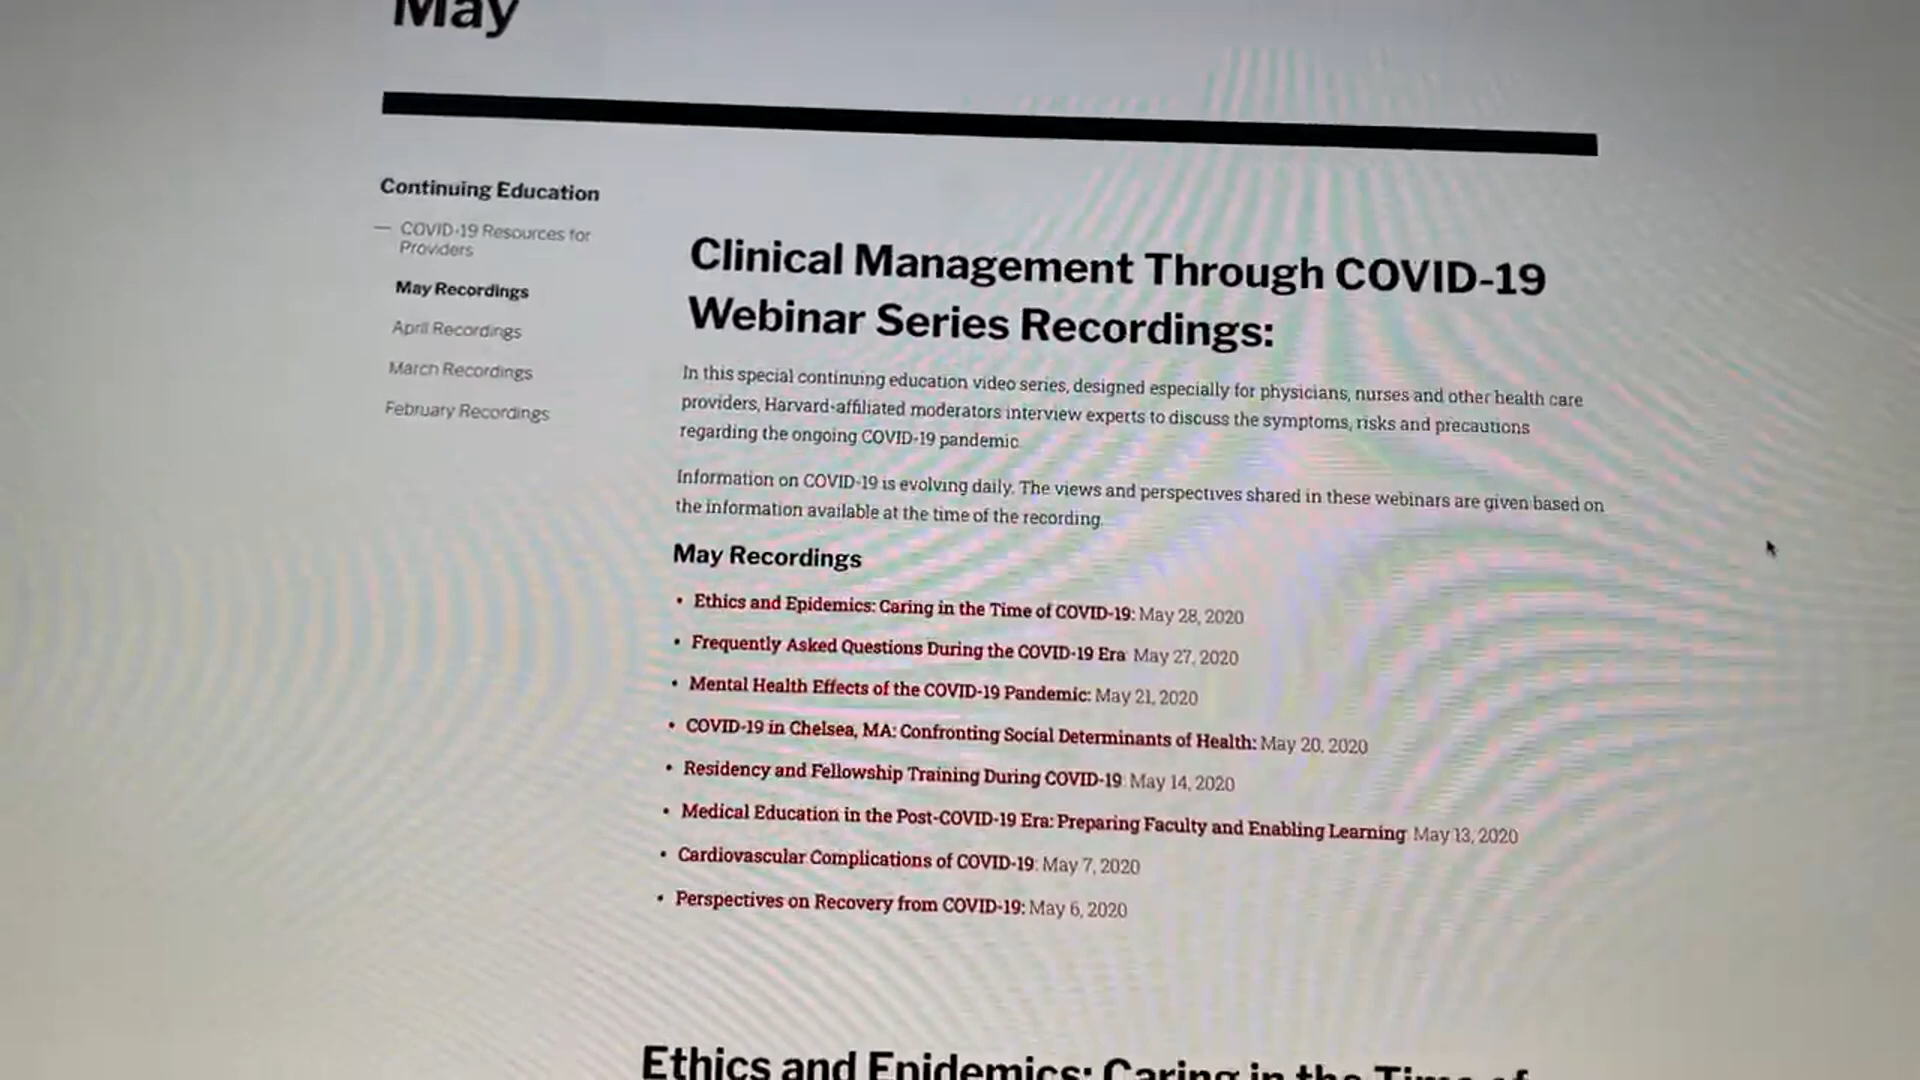 May
Continuing Education
— COVID-19 Resources for
Providers
May Recordings
April Recordings
March Recordings
February Recordings
Clinical Management Through COVID-19
Webinar Series Recordings:
In this special continuing education video series, designed especially for physicians, nurses and other health care
providers, Harvard-affiliated moderators interview experts to discuss the symptoms, risks and precautions
regarding the ongoing COVID-19 pandemic.
Information on COVID-19 is evolving daily. The views and perspectives shared in these webinars are given based on
the information available at the time of the recording.
May Recordings
• Ethics and Epidemics: Caring in the Time of COVID-19: May 28, 2020
• Frequently Asked Questions During the COVID-19 Era: May 27, 2020
• Mental Health Effects of the COVID-19 Pandemic: May 21, 2020
• COVID-19 in Chelsea, MA: Confronting Social Determinants of Health: May 20, 2020
• Residency and Fellowship Training During COVID-19: May 14, 2020
• Medical Education in the Post-COVID-19 Era: Preparing Faculty and Enabling Learning: May 13, 2020
• Cardiovascular Complications of COVID-19: May 7, 2020
• Perspectives on Recovery from COVID-19: May 6, 2020
Ethics and Epidemics: Caring in the Time of